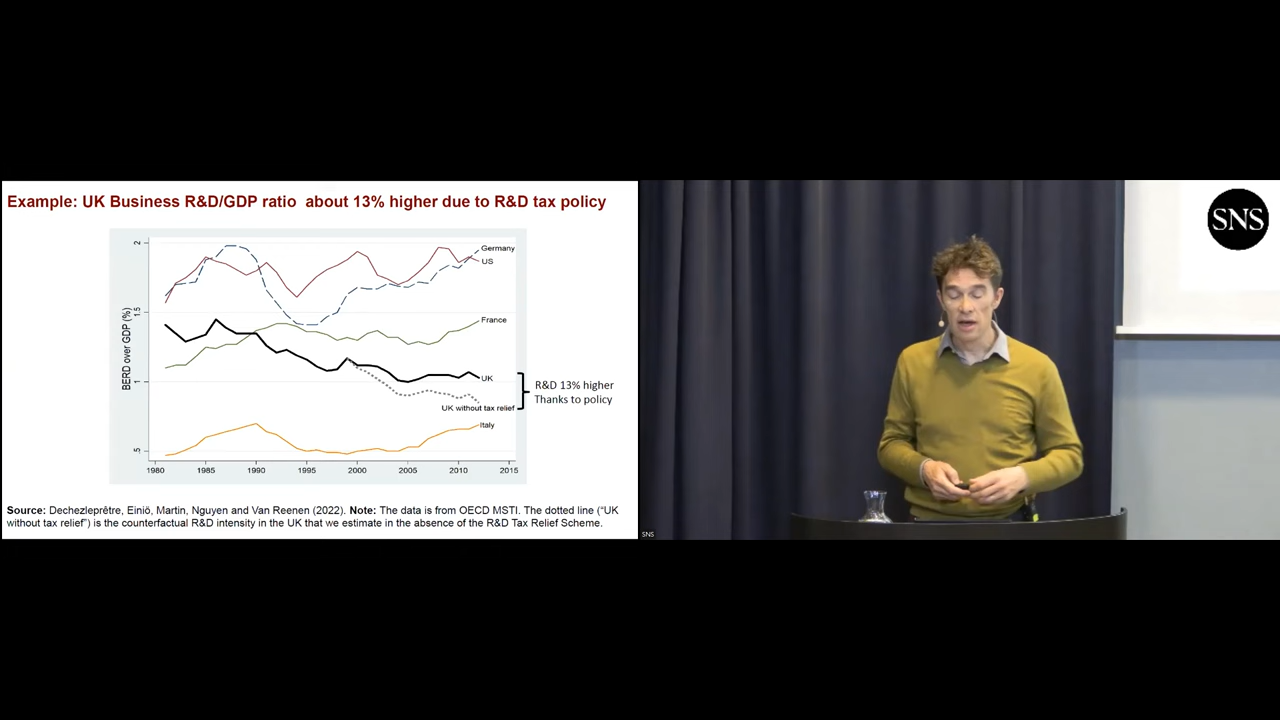 Example: UK Business R&D/GDP ratio about 13% higher due to R&D tax policy
BERD over GDP (%)
2
1.5
1
.5
1980 1985 1990 1995 2000 2005 2010 2015
Germany
US
France
UK
UK without tax relief
Italy
R&D 13% higher
Thanks to policy
Source: Dechezleprêtre, Einiö, Martin, Nguyen and Van Reenen (2022). Note: The data is from OECD MSTI. The dotted line ("UK
without tax relief") is the counterfactual R&D intensity in the UK that we estimate in the absence of the R&D Tax Relief Scheme.
SNS
SNS